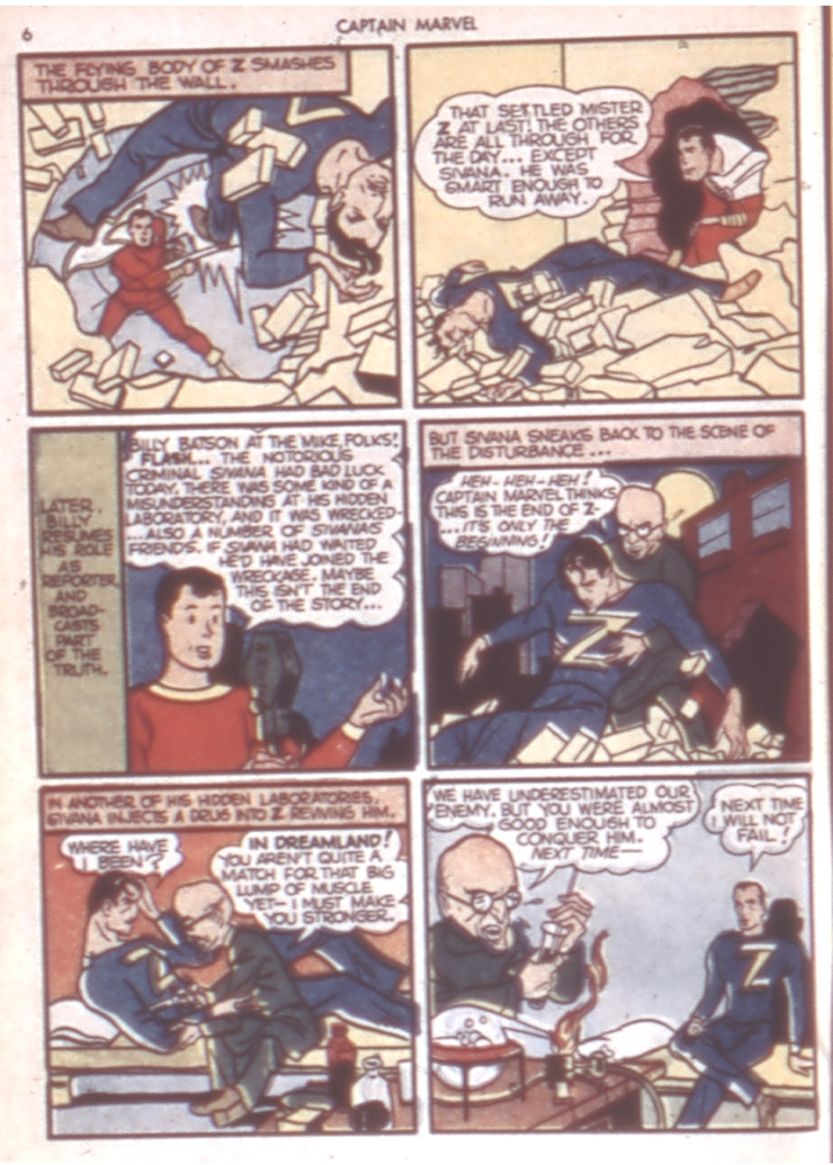 6
CAPTAIN MARVEL
THE FLYING BODY OF Z SMASHES
THROUGH THE WALL.
THAT SETTLED MISTER
Z AT LAST! THE OTHERS
ARE ALL THROUGH FOR
THE DAY... EXCEPT
SIVANA. HE WAS
SMART ENOUGH TO
RUN AWAY.
LATER,
BILLY
RESUMES
HIS ROLE
AS
REPORTER,
AND
BROAD-
CASTS
PART
OF THE
TRUTH.
BILLY BATSON AT THE MIKE, FOLKS!
FLASH... THE NOTORIOUS
CRIMINAL SIVANA HAD BAD LUCK
TODAY. THERE WAS SOME KIND OF A
MISUNDERSTANDING AT HIS HIDDEN
LABORATORY, AND IT WAS WRECKED-
...ALSO A NUMBER OF SIVANA'S
FRIENDS. IF SIVANA HAD WAITED
HE'D HAVE JOINED THE
WRECKAGE. MAYBE
THIS ISN'T THE END
OF THE STORY...
WHIZ
BUT SIVANA SNEAKS BACK TO THE SCENE OF
THE DISTURBANCE ...
HEH-HEH-HEH!
CAPTAIN MARVEL THINKS
THIS IS THE END OF Z-
...IT'S ONLY THE
BEGINNING!
Z
IN ANOTHER OF HIS HIDDEN LABORATORIES,
SIVANA INJECTS A DRUG INTO Z REVIVING HIM.
WHERE HAVE
I BEEN?
IN DREAMLAND!
YOU AREN'T QUITE A
MATCH FOR THAT BIG
LUMP OF MUSCLE
YET- I MUST MAKE
YOU STRONGER.
Z
WE HAVE UNDERESTIMATED OUR
ENEMY. BUT YOU WERE ALMOST
GOOD ENOUGH TO
CONQUER HIM.
NEXT TIME—
NEXT TIME
I WILL NOT
FAIL!
Z